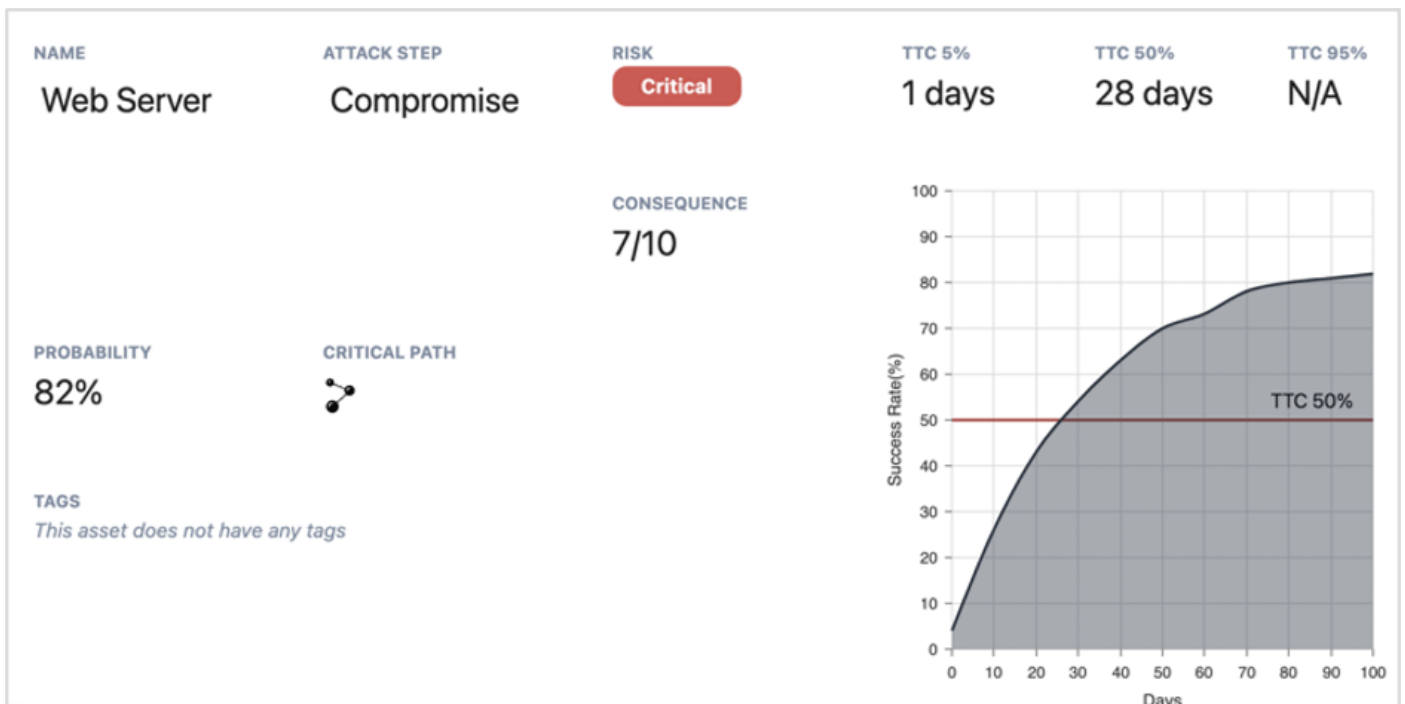 NAME
Web Server
ATTACK STEP
Compromise
RISK
Critical
TTC 5%
1 days
TTC 50%
28 days
TTC 95%
N/A
CONSEQUENCE
7/10
PROBABILITY
82%
CRITICAL PATH
TAGS
This asset does not have any tags
Success Rate(%)
100
90
80
70
60
50
40
30
20
10
0
TTC 50%
0 10 20 30 40 50 60 70 80 90 100
Days